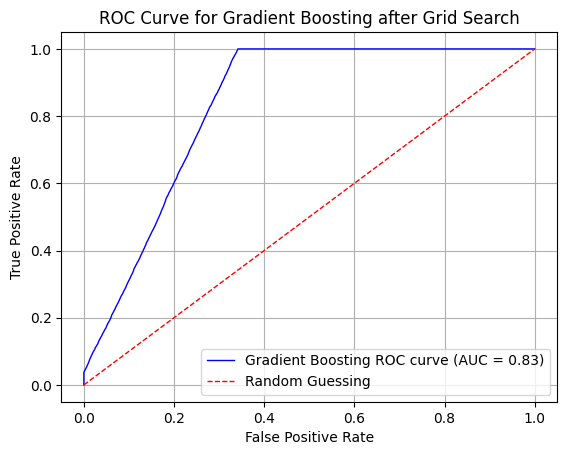 ROC Curve for Gradient Boosting after Grid Search
1.0
0.8
0.6
0.4
0.2
0.0
True Positive Rate
Gradient Boosting ROC curve (AUC = 0.83)
Random Guessing
0.0 0.2 0.4 0.6 0.8 1.0
False Positive Rate